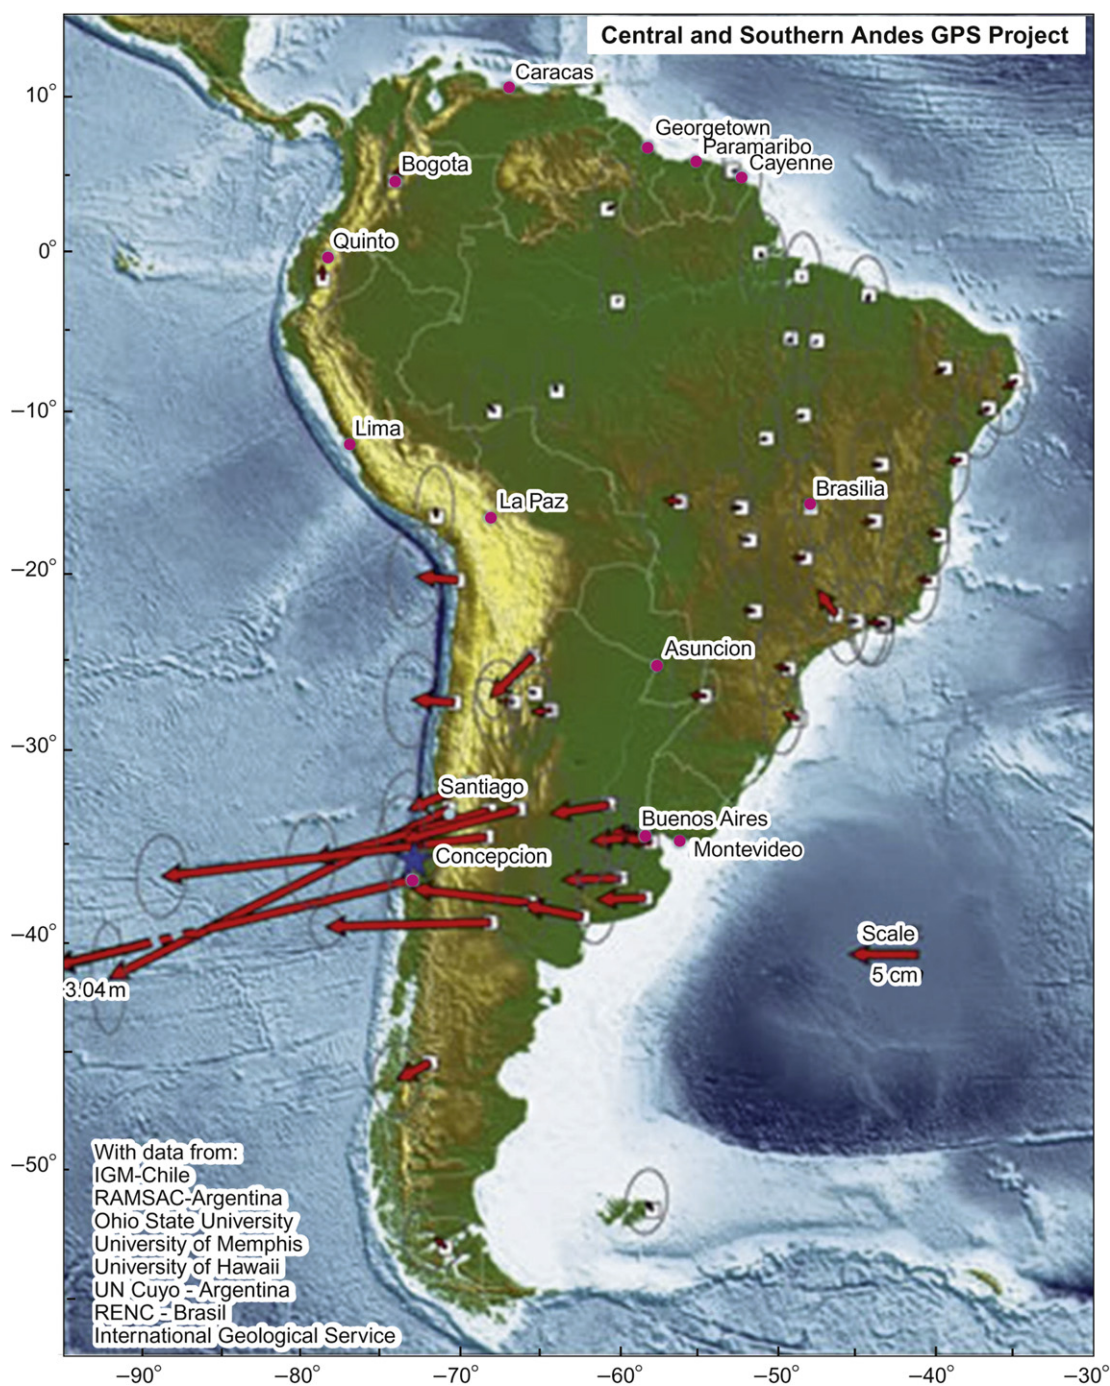 Central and Southern Andes GPS Project
Caracas
Georgetown
Paramaribo
Cayenne
Bogota
Quinto
Lima
La Paz
Brasilia
Asuncion
Santiago
Buenos Aires
Montevideo
Concepcion
Scale
5 cm
3.04 m
With data from:
IGM-Chile
RAMSAC-Argentina
Ohio State University
University of Memphis
University of Hawaii
UN Cuyo - Argentina
RENC - Brasil
International Geological Service
10°
0°
–10°
–20°
–30°
–40°
–50°
–90°
–80°
–70°
–60°
–50°
–40°
–30°